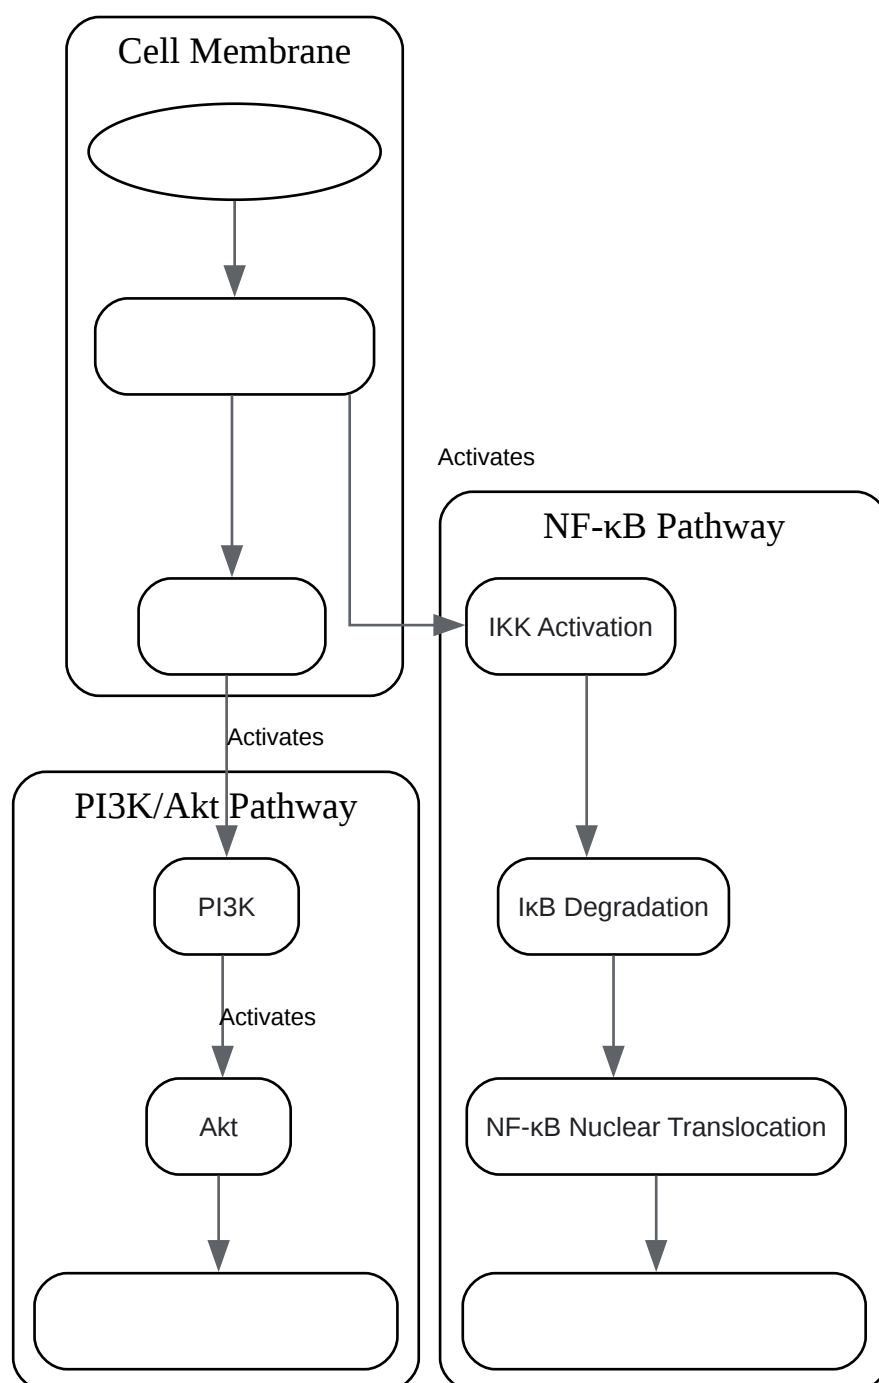 Cell Membrane
Activates
NF-κB Pathway
IKK Activation
Activates
PI3K/Akt Pathway
PI3K
IκB Degradation
Activates
Akt
NF-κB Nuclear Translocation